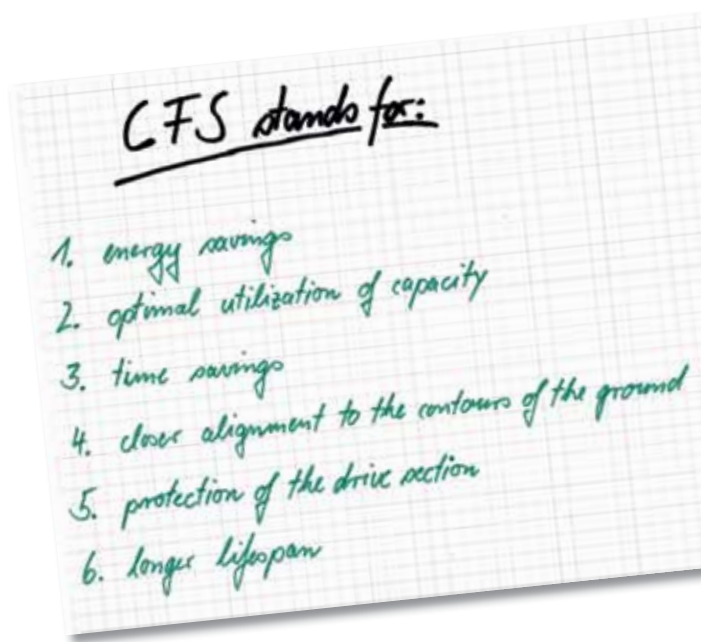 CFS stands for:
1. energy savings
2. optimal utilization of capacity
3. time savings
4. closer alignment to the contours of the ground
5. protection of the drive section
6. longer lifespan